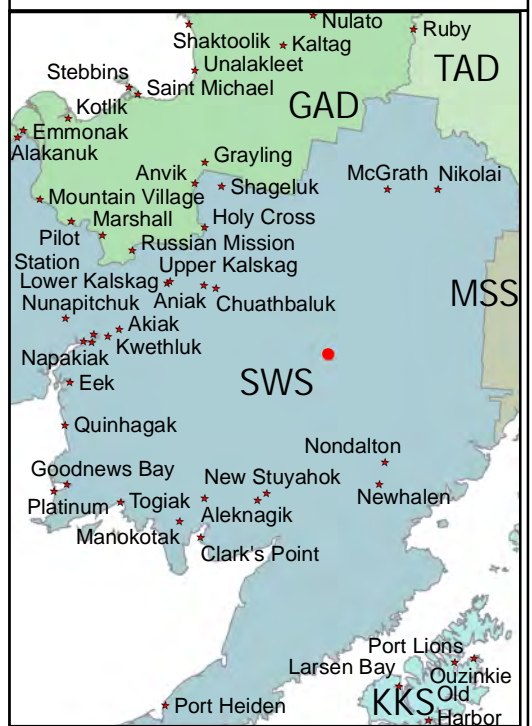 Nulato
Ruby
Shaktoolik
Kaltag
Unalakleet
TAD
Stebbins
Saint Michael
GAD
Kotlik
Emmonak
Alakanuk
Grayling
Anvik
Shageluk
McGrath
Nikolai
Mountain Village
Marshall
Holy Cross
Pilot
Station
Russian Mission
Upper Kalskag
Lower Kalskag
Aniak
Chuathbaluk
MSS
Nunapitchuk
Akiak
Kwethluk
Napakiak
SWS
Eek
Quinhagak
Nondalton
Goodnews Bay
New Stuyahok
Newhalen
Platinum
Togiak
Aleknagik
Manokotak
Clark's Point
Port Lions
Larsen Bay
Ouzinkie
KKS
Old
Harbor
Port Heiden